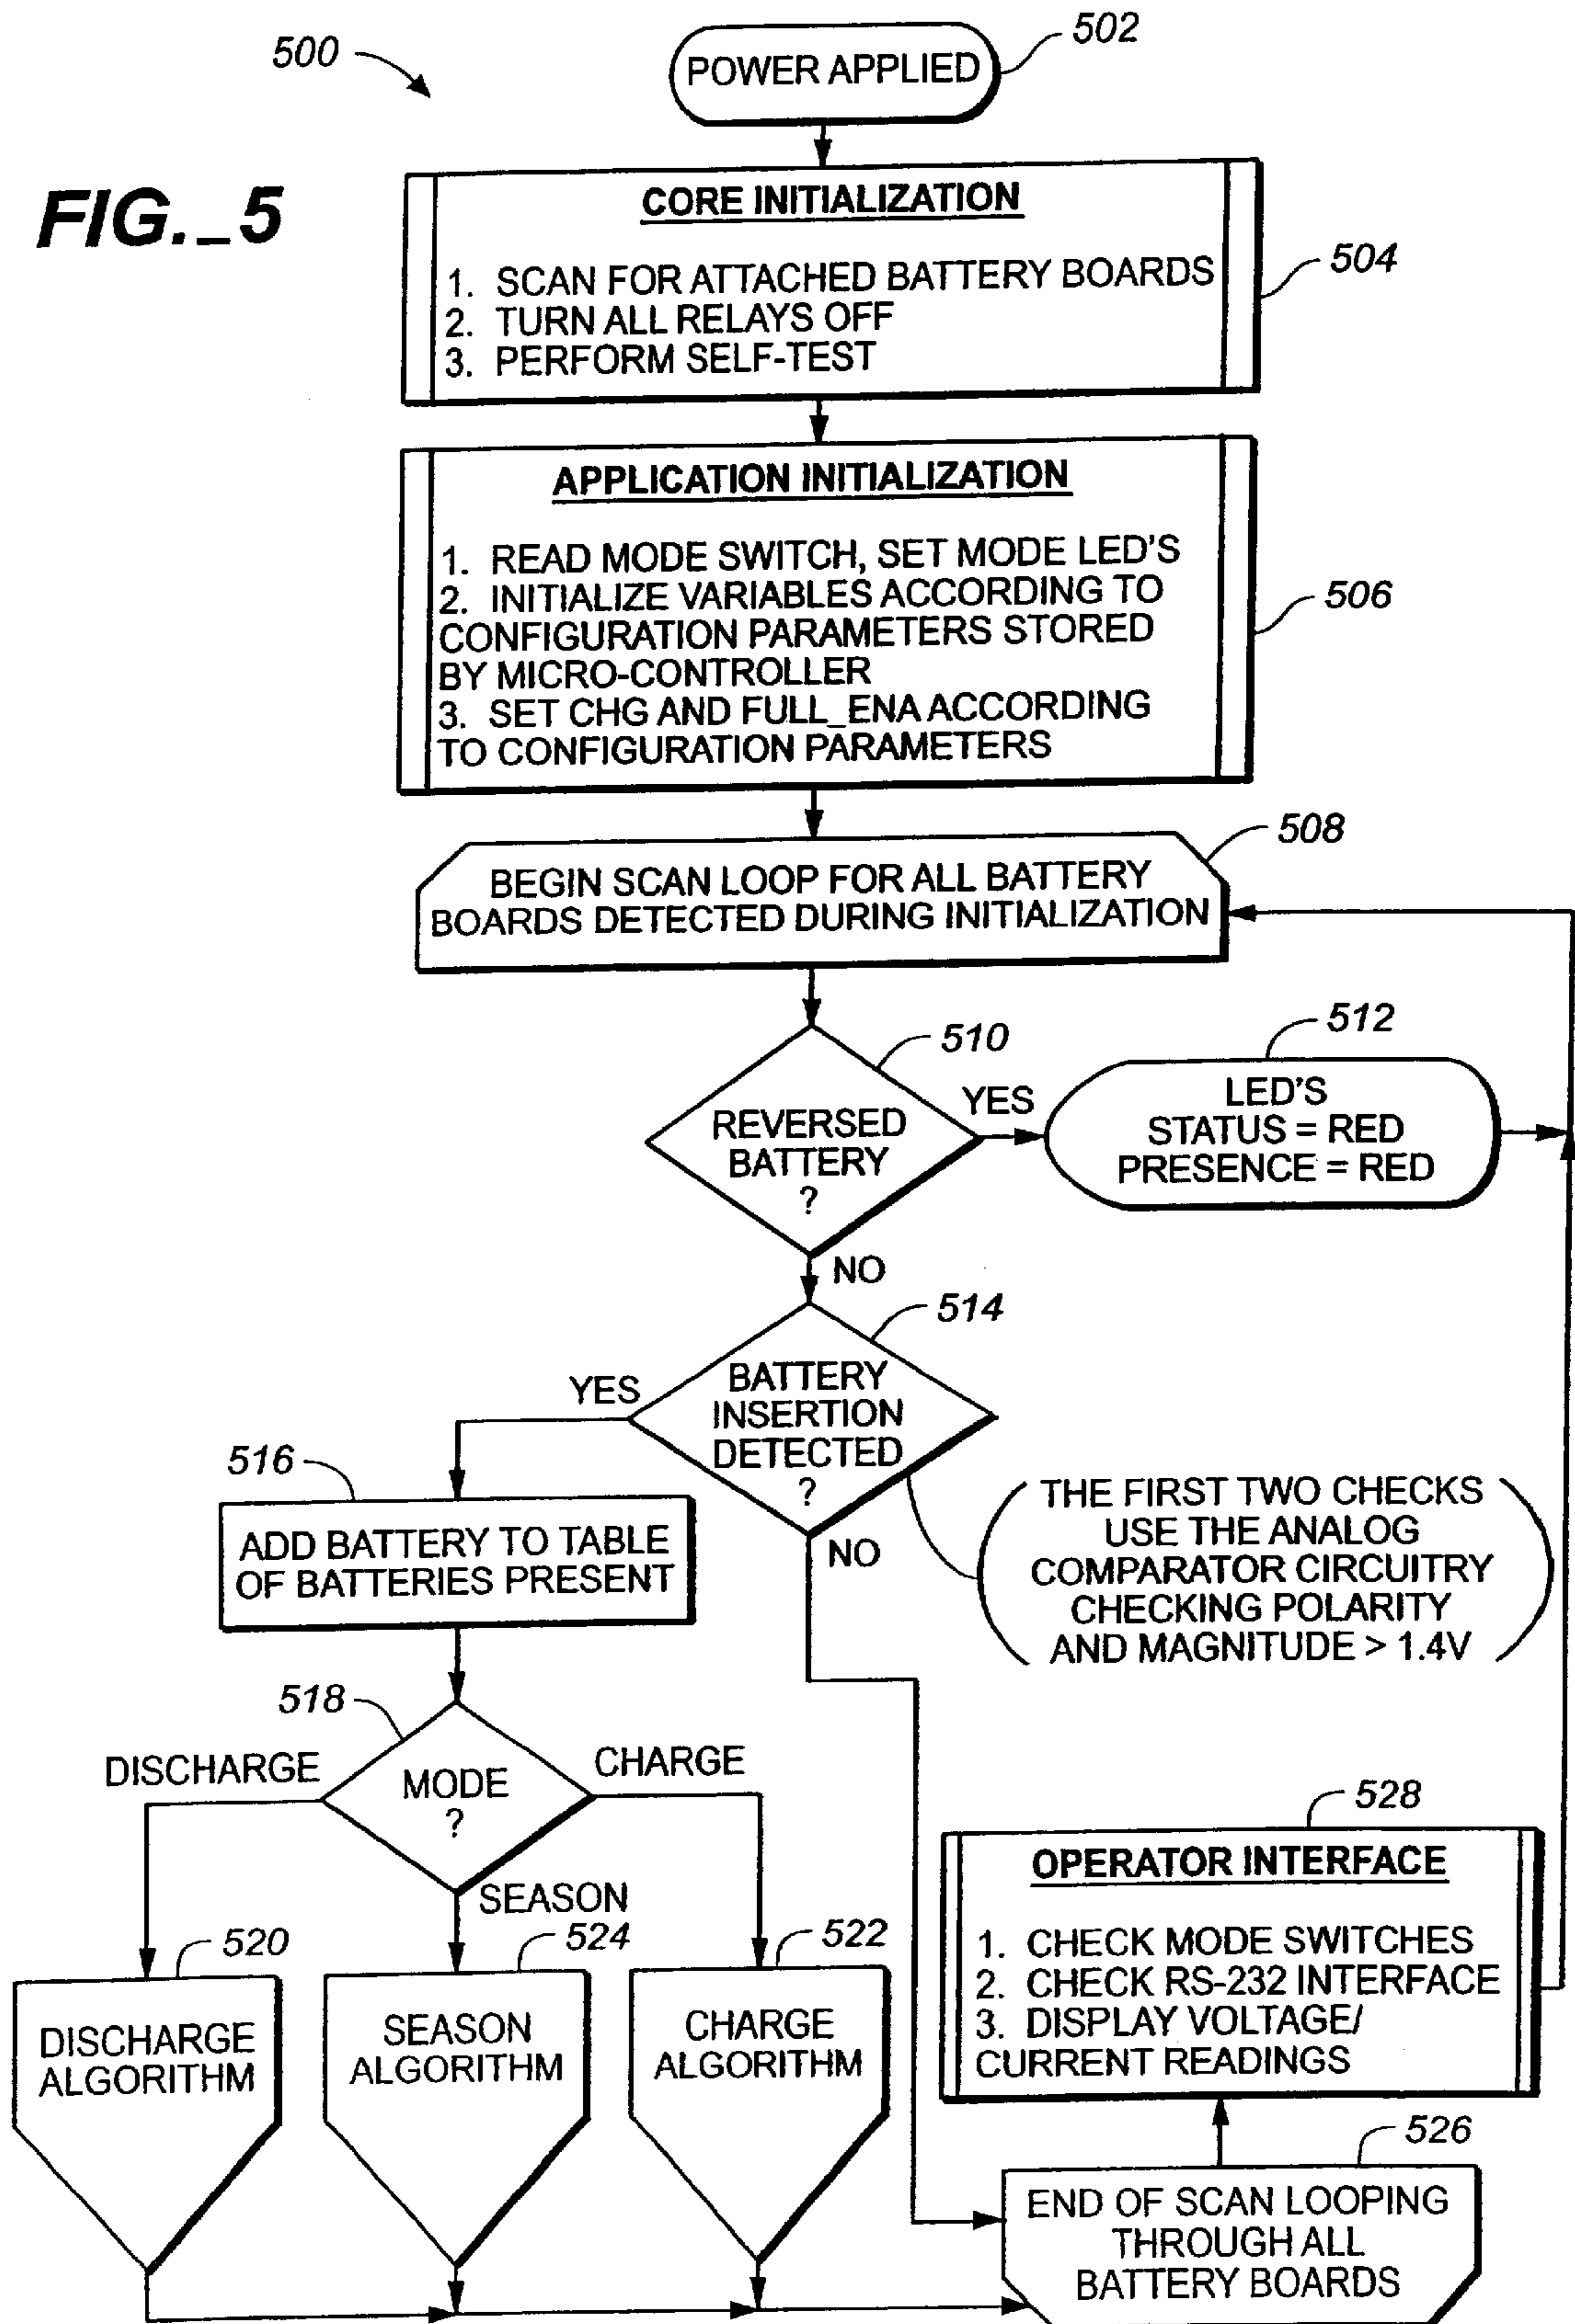 500
POWER APPLIED
502
FIG._5
CORE INITIALIZATION
1. SCAN FOR ATTACHED BATTERY BOARDS
2. TURN ALL RELAYS OFF
3. PERFORM SELF-TEST
504
APPLICATION INITIALIZATION
1. READ MODE SWITCH, SET MODE LED'S
2. INITIALIZE VARIABLES ACCORDING TO
CONFIGURATION PARAMETERS STORED
BY MICRO-CONTROLLER
3. SET CHG AND FULL_ENA ACCORDING
TO CONFIGURATION PARAMETERS
506
508
BEGIN SCAN LOOP FOR ALL BATTERY
BOARDS DETECTED DURING INITIALIZATION
510
REVERSED
BATTERY
?
YES
512
LED'S
STATUS = RED
PRESENCE = RED
NO
514
BATTERY
INSERTION
DETECTED
?
YES
NO
(THE FIRST TWO CHECKS
USE THE ANALOG
COMPARATOR CIRCUITRY
CHECKING POLARITY
AND MAGNITUDE > 1.4V)
516
ADD BATTERY TO TABLE
OF BATTERIES PRESENT
518
MODE
?
DISCHARGE
CHARGE
SEASON
520
DISCHARGE
ALGORITHM
524
SEASON
ALGORITHM
522
CHARGE
ALGORITHM
528
OPERATOR INTERFACE
1. CHECK MODE SWITCHES
2. CHECK RS-232 INTERFACE
3. DISPLAY VOLTAGE/
CURRENT READINGS
526
END OF SCAN LOOPING
THROUGH ALL
BATTERY BOARDS